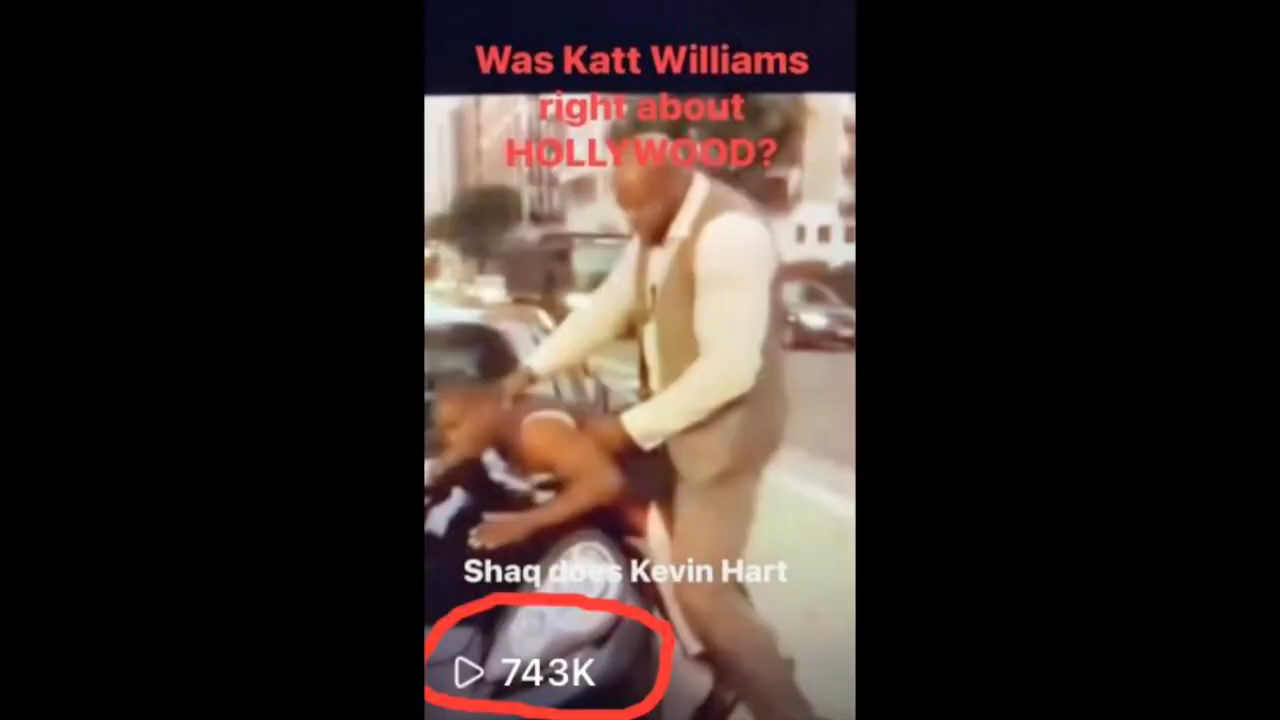 Was Katt Williams
right about
HOLLYWOOD?
Shaq does Kevin Hart
743K